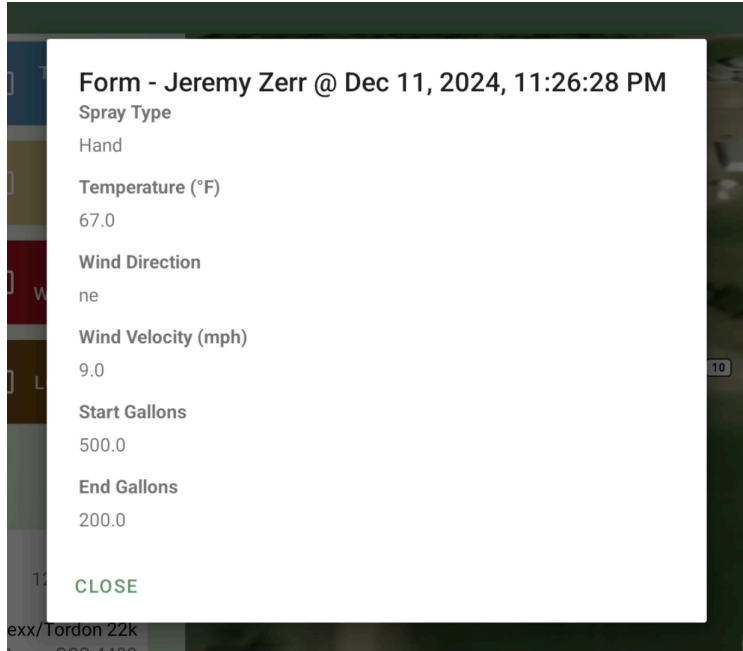 Form - Jeremy Zerr @ Dec 11, 2024, 11:26:28 PM
Spray Type
Hand
Temperature (°F)
67.0
Wind Direction
ne
Wind Velocity (mph)
9.0
10
Start Gallons
500.0
End Gallons
200.0
CLOSE
exx/Tordon 22k